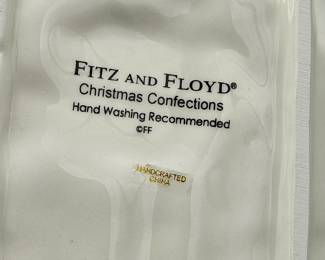 FITZ AND FLOYD®
Christmas Confections
Hand Washing Recommended
©FF
HANDCRAFTED
CHINA